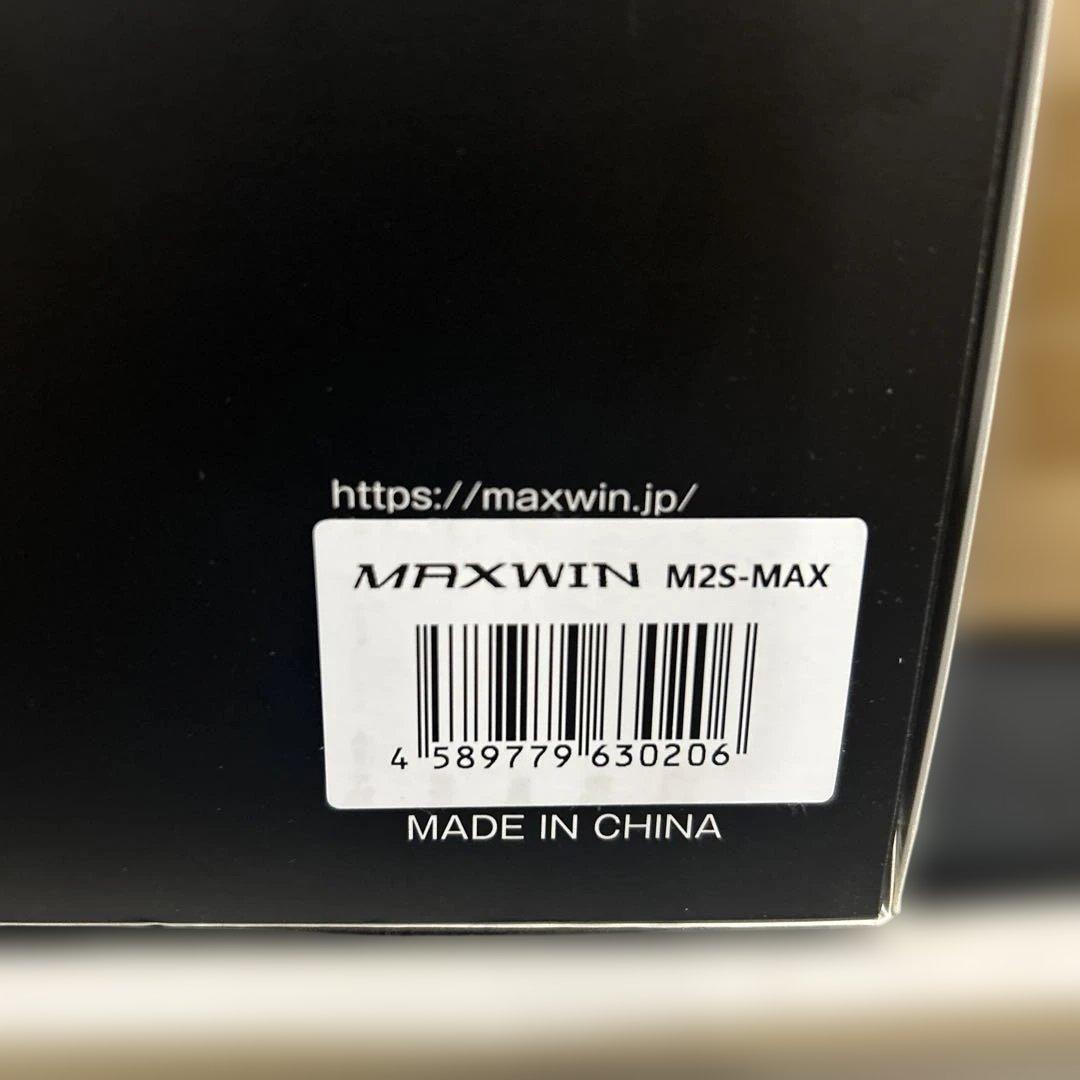 https://maxwin.jp/
MAXWIN M2S-MAX
4 589779 630206
MADE IN CHINA